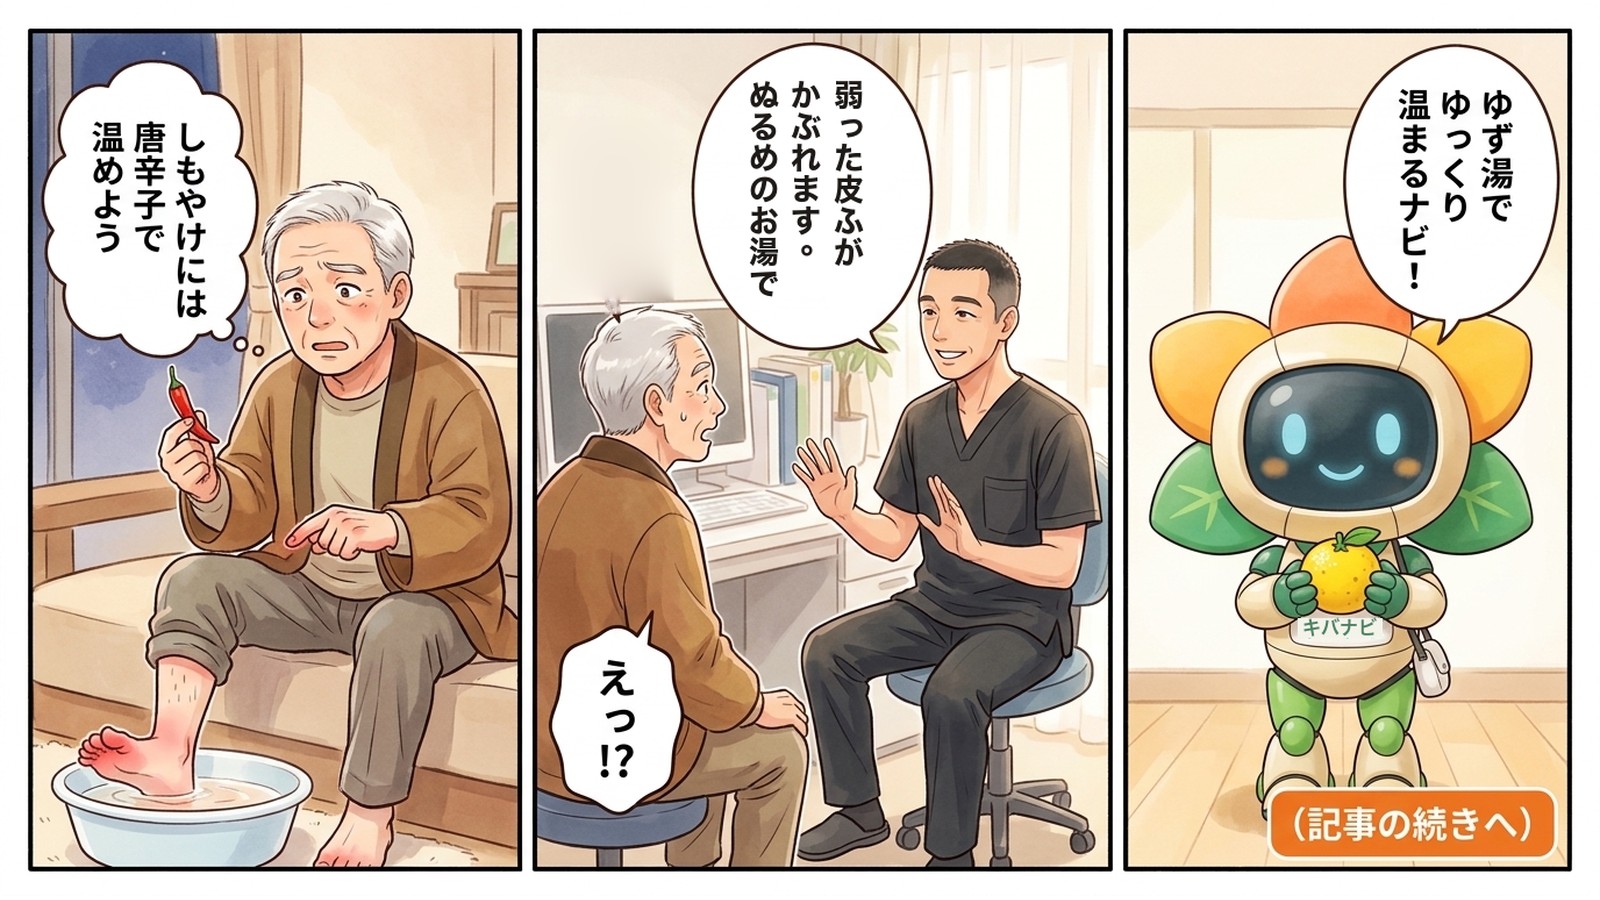 しもやけには
唐辛子で
温めよう
弱った皮ふが
かぶれます。
ぬるめのお湯で
えっ!?
ゆず湯で
ゆっくり
温まるナビ!
キバナビ
(記事の続きへ)